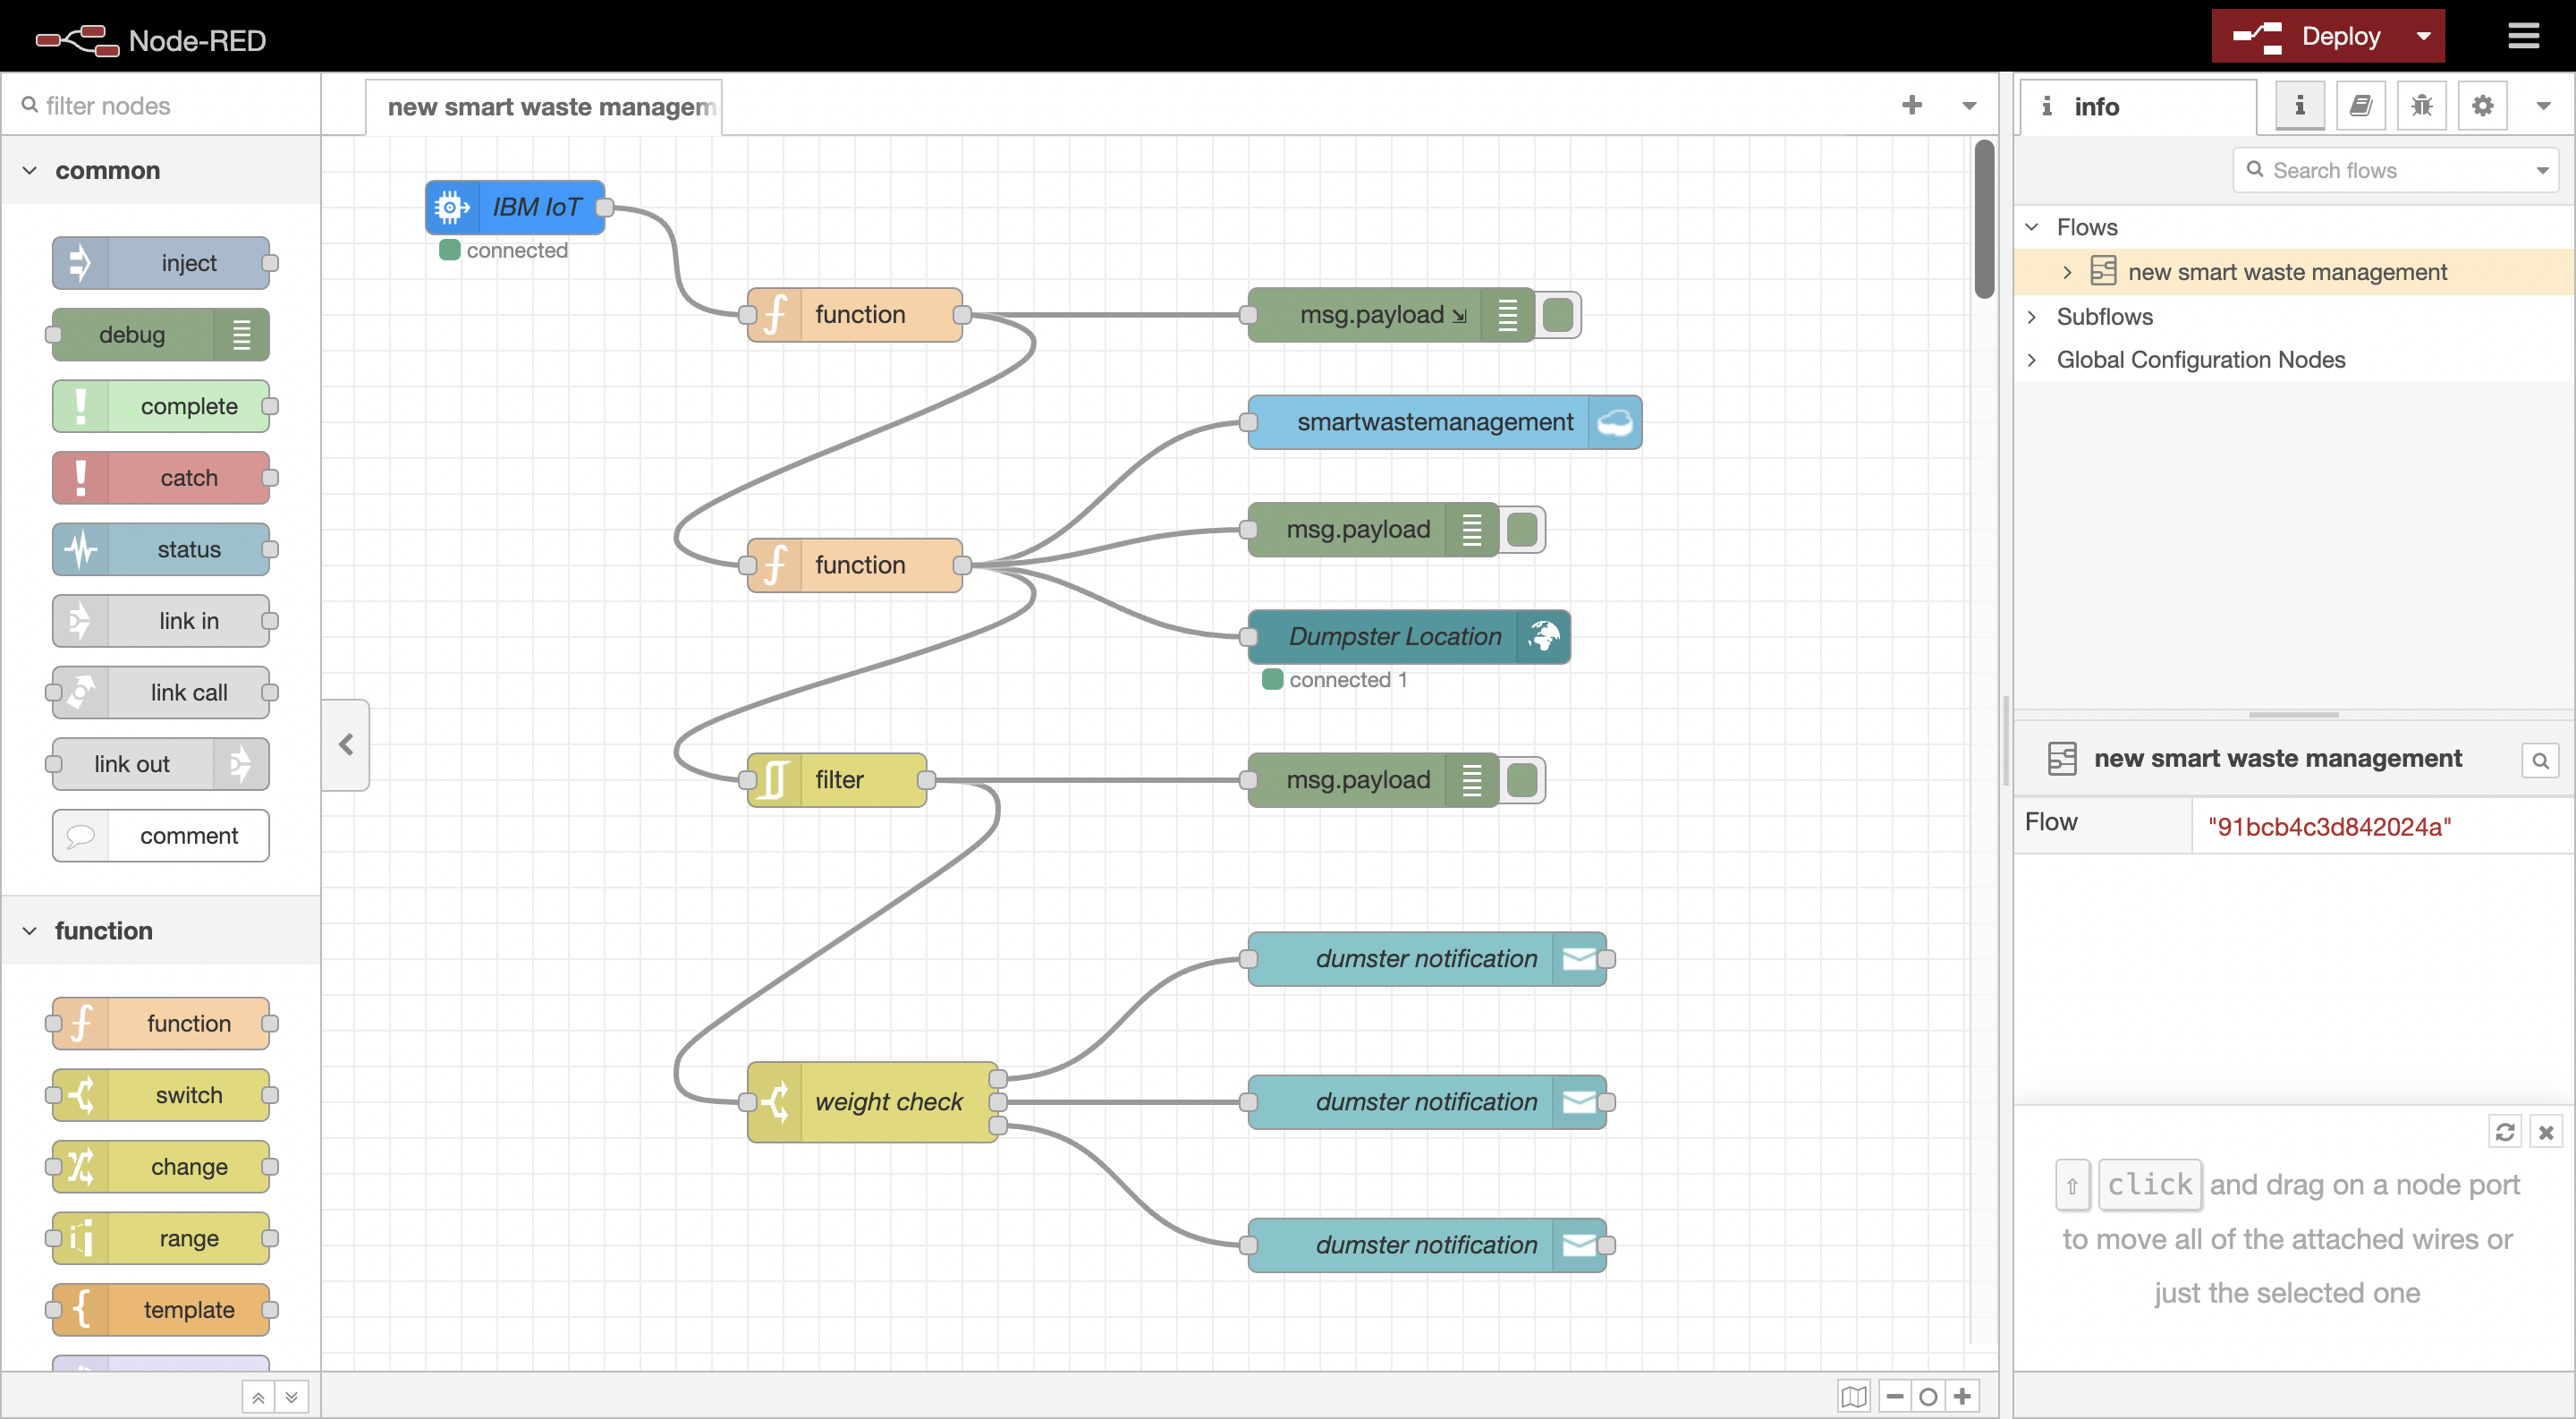 Node-RED
Deploy
filter nodes
new smart waste managem
info
Search flows
common
inject
debug
complete
catch
status
link in
link call
link out
comment
function
function
switch
change
range
template
IBM IoT
connected
function
msg.payload
smartwastemanagement
function
msg.payload
Dumpster Location
connected 1
filter
msg.payload
dumster notification
weight check
dumster notification
dumster notification
Flows
new smart waste management
Subflows
Global Configuration Nodes
new smart waste management
Flow
"91bcb4c3d842024a"
⇧ click and drag on a node port
to move all of the attached wires or
just the selected one